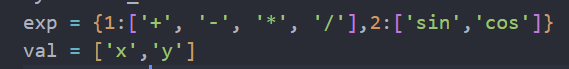 exp = {1:['+', '-', '*', '/'],2:['sin','cos']}
val = ['x','y']